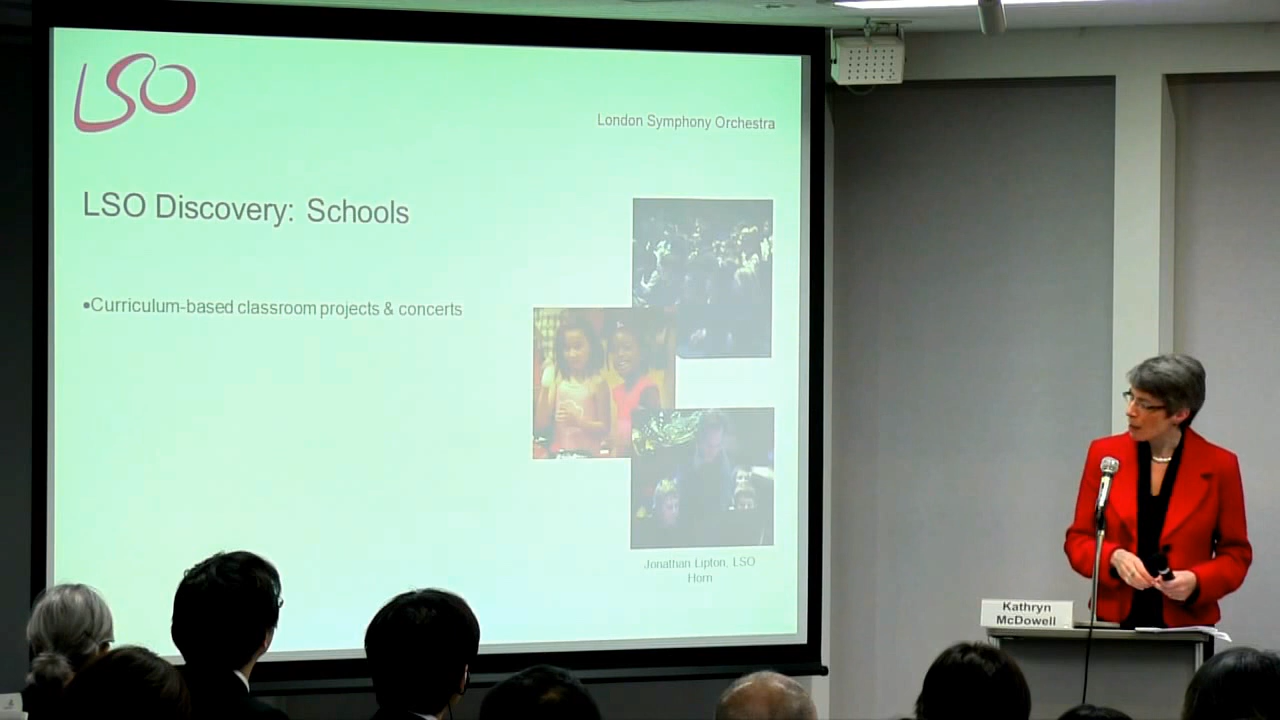 LSO
London Symphony Orchestra
LSO Discovery: Schools
•Curriculum-based classroom projects & concerts
Jonathan Lipton, LSO
Horn
Kathryn
McDowell